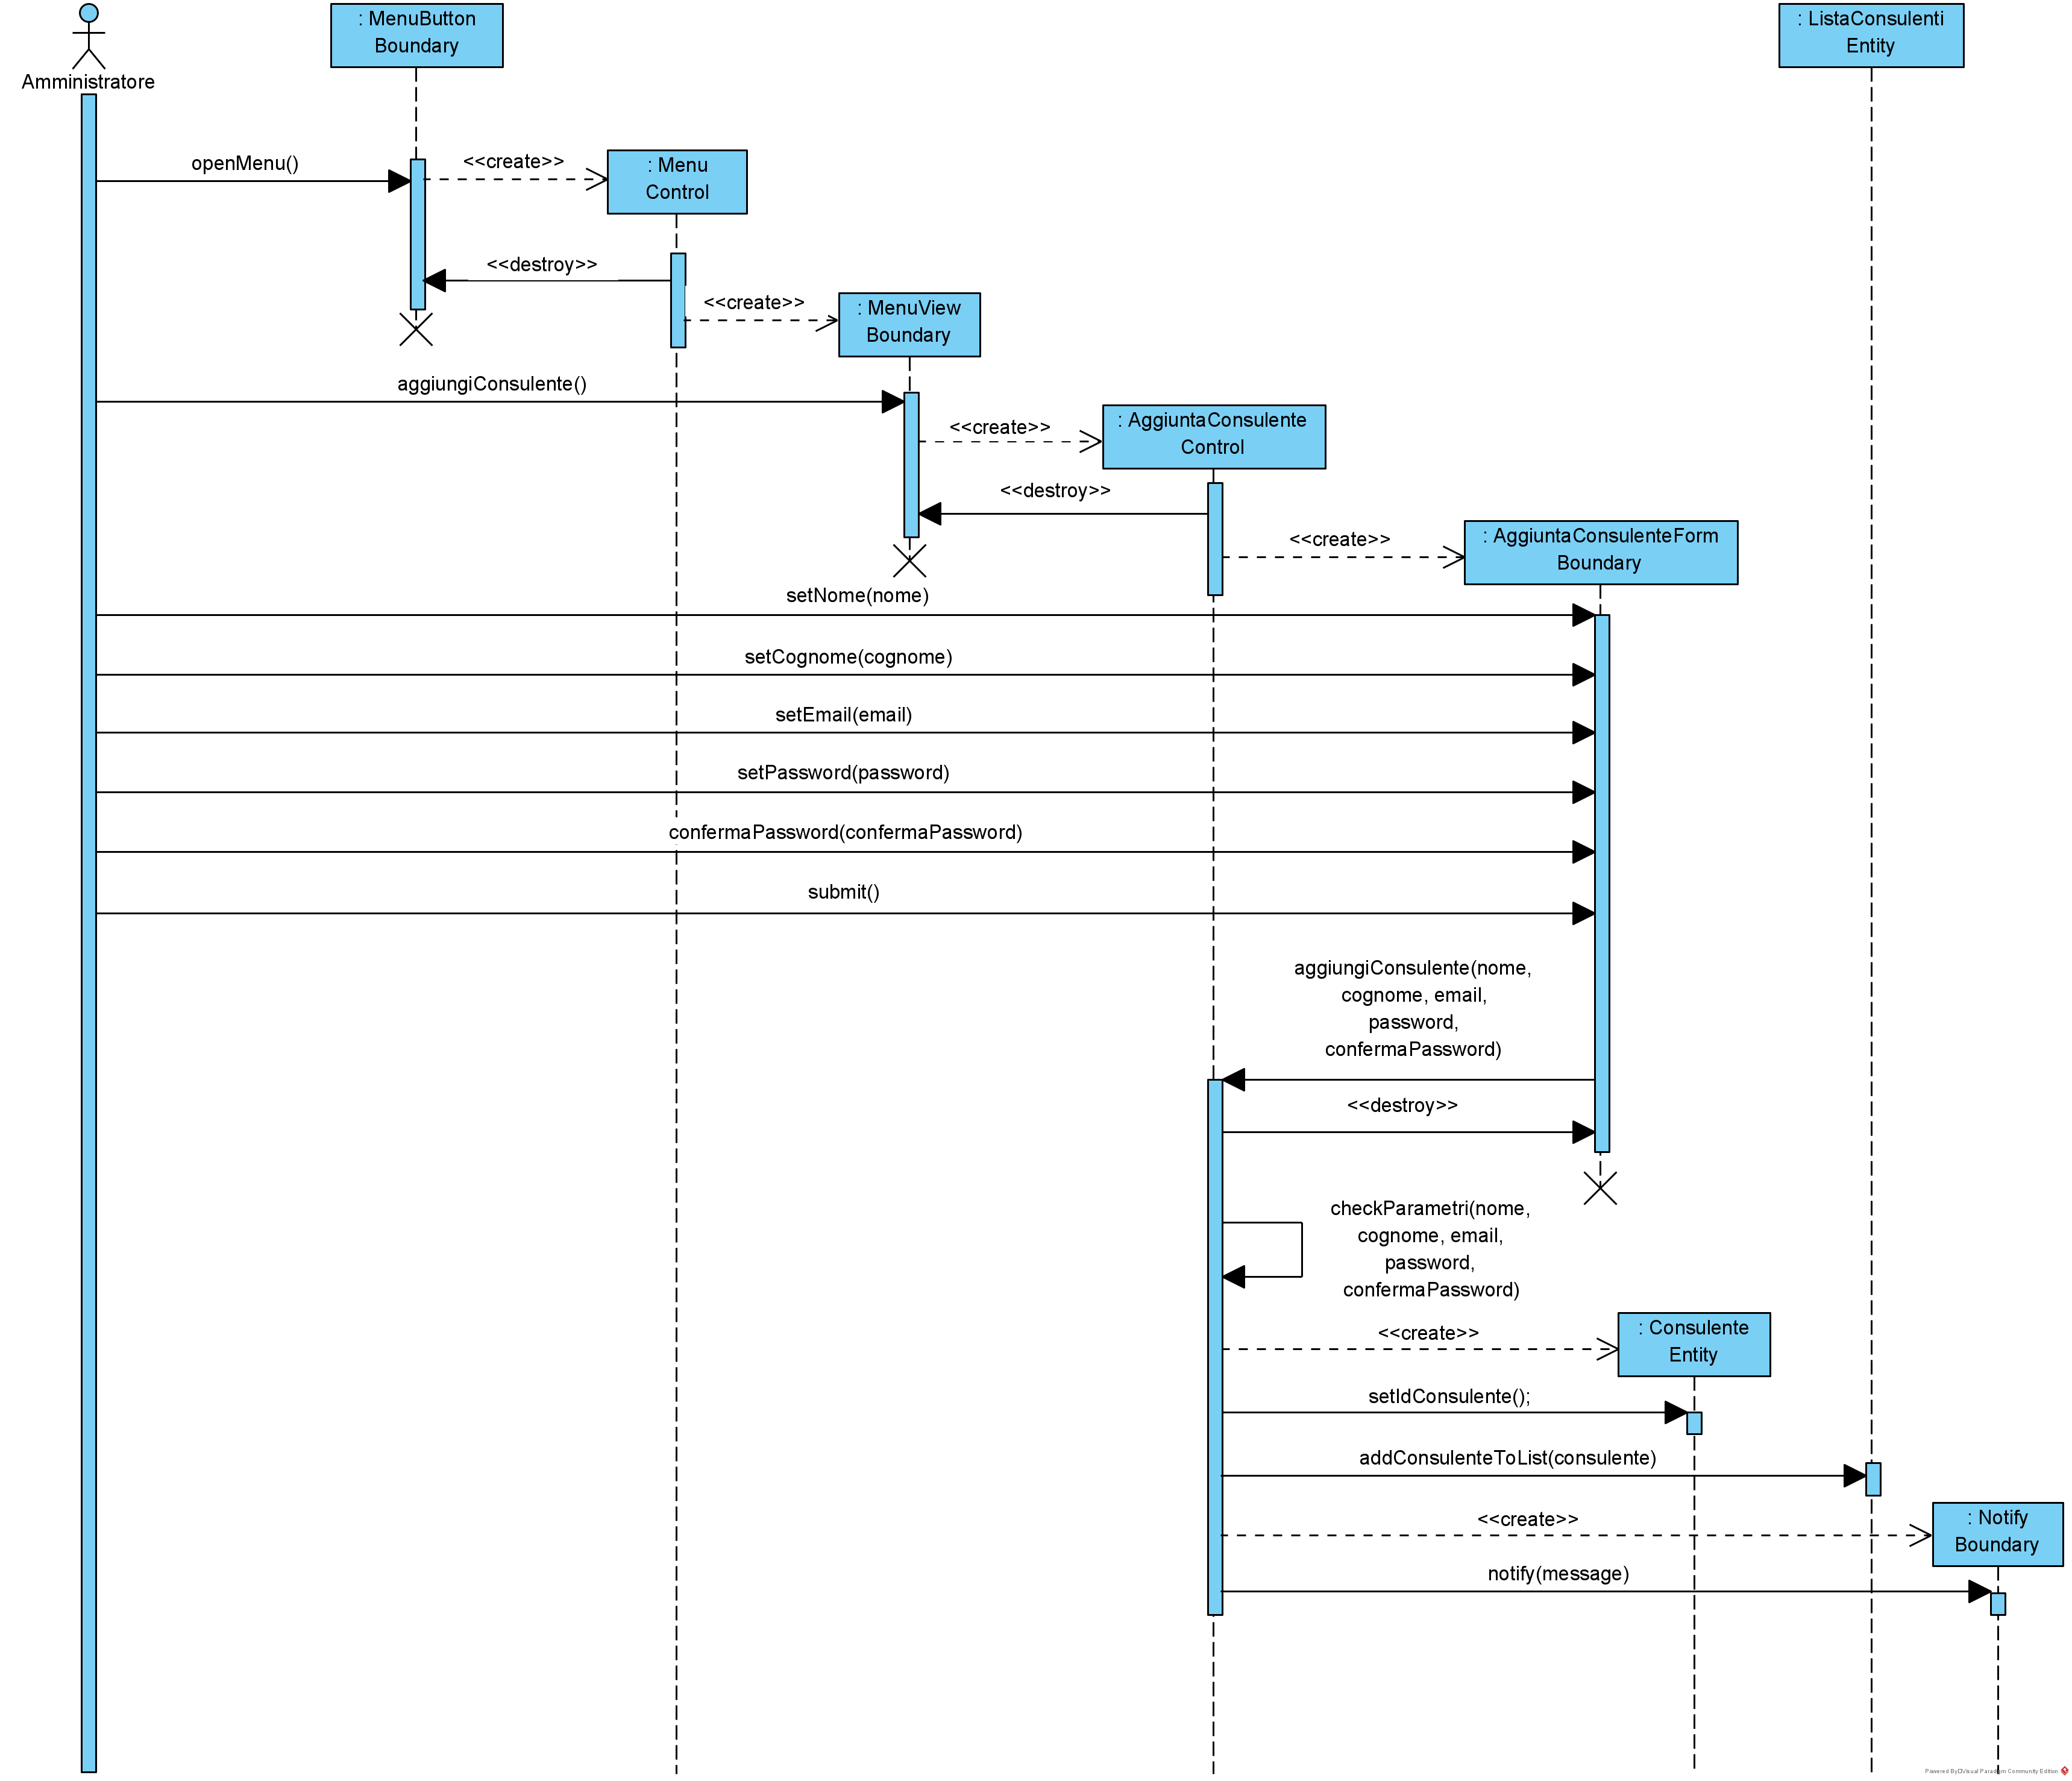 : MenuButton
Boundary
: ListaConsulenti
Entity
Amministratore
openMenu()
<<create>>
: Menu
Control
<<destroy>>
<<create>>
: MenuView
Boundary
aggiungiConsulente()
<<create>>
: AggiuntaConsulente
Control
<<destroy>>
<<create>>
: AggiuntaConsulenteForm
Boundary
setNome(nome)
setCognome(cognome)
setEmail(email)
setPassword(password)
confermaPassword(confermaPassword)
submit()
aggiungiConsulente(nome,
cognome, email,
password,
confermaPassword)
<<destroy>>
checkParametri(nome,
cognome, email,
password,
confermaPassword)
<<create>>
: Consulente
Entity
setIdConsulente();
addConsulenteToList(consulente)
<<create>>
: Notify
Boundary
notify(message)
Powered By Visual Paradigm Community Edition